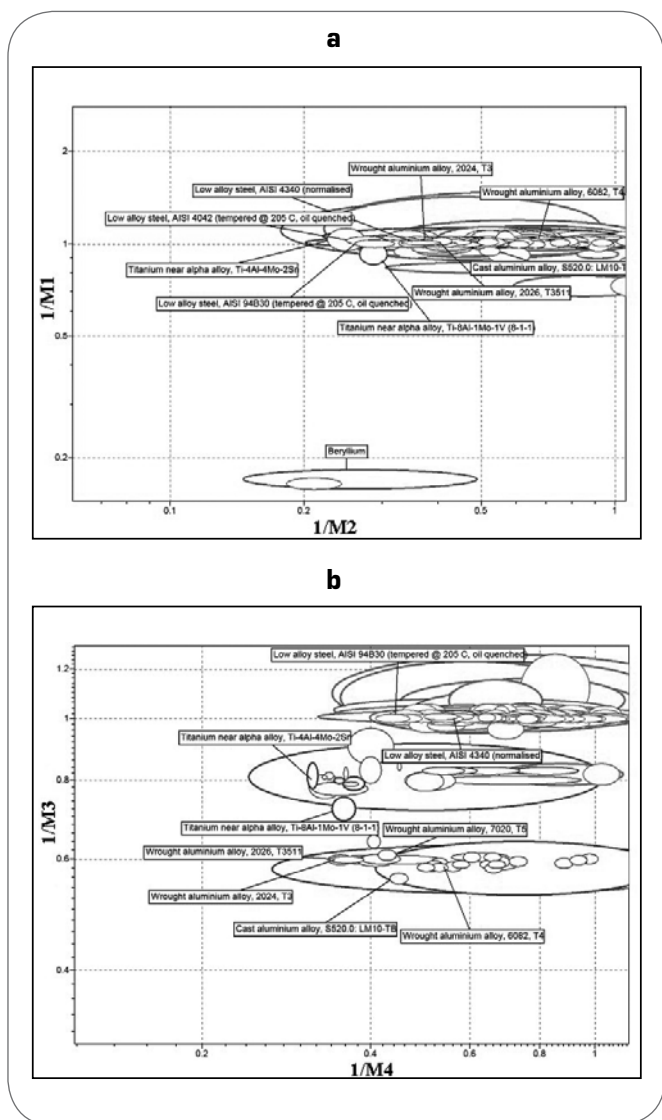 a
2
Wrought aluminium alloy, 2024, T3
Low alloy steel, AISI 4340 (normalised)
Wrought aluminium alloy, 6082, T4
Low alloy steel, AISI 4042 (tempered @ 205 C, oil quenched)
1
Titanium near alpha alloy, Ti-4Al-4Mo-2Sn
Cast aluminium alloy, S520.0: LM10-T
Wrought aluminium alloy, 2026, T3511
Low alloy steel, AISI 94B30 (tempered @ 205 C, oil quenched)
Titanium near alpha alloy, Ti-8Al-1Mo-1V (8-1-1)
1/M1
0.5
0.2
Beryllium
0.1 0.2 0.5 1
1/M2
b
Low alloy steel, AISI 94B30 (tempered @ 205 C, oil quenched)
1.2
1
Titanium near alpha alloy, Ti-4Al-4Mo-2Sn
Low alloy steel, AISI 4340 (normalised)
0.8
1/M3
Titanium near alpha alloy, Ti-8Al-1Mo-1V (8-1-1)
Wrought aluminium alloy, 7020, T5
Wrought aluminium alloy, 2026, T3511
0.6
Wrought aluminium alloy, 2024, T3
Cast aluminium alloy, S520.0: LM10-TB
Wrought aluminium alloy, 6082, T4
0.4
0.2 0.4 0.6 0.8 1
1/M4